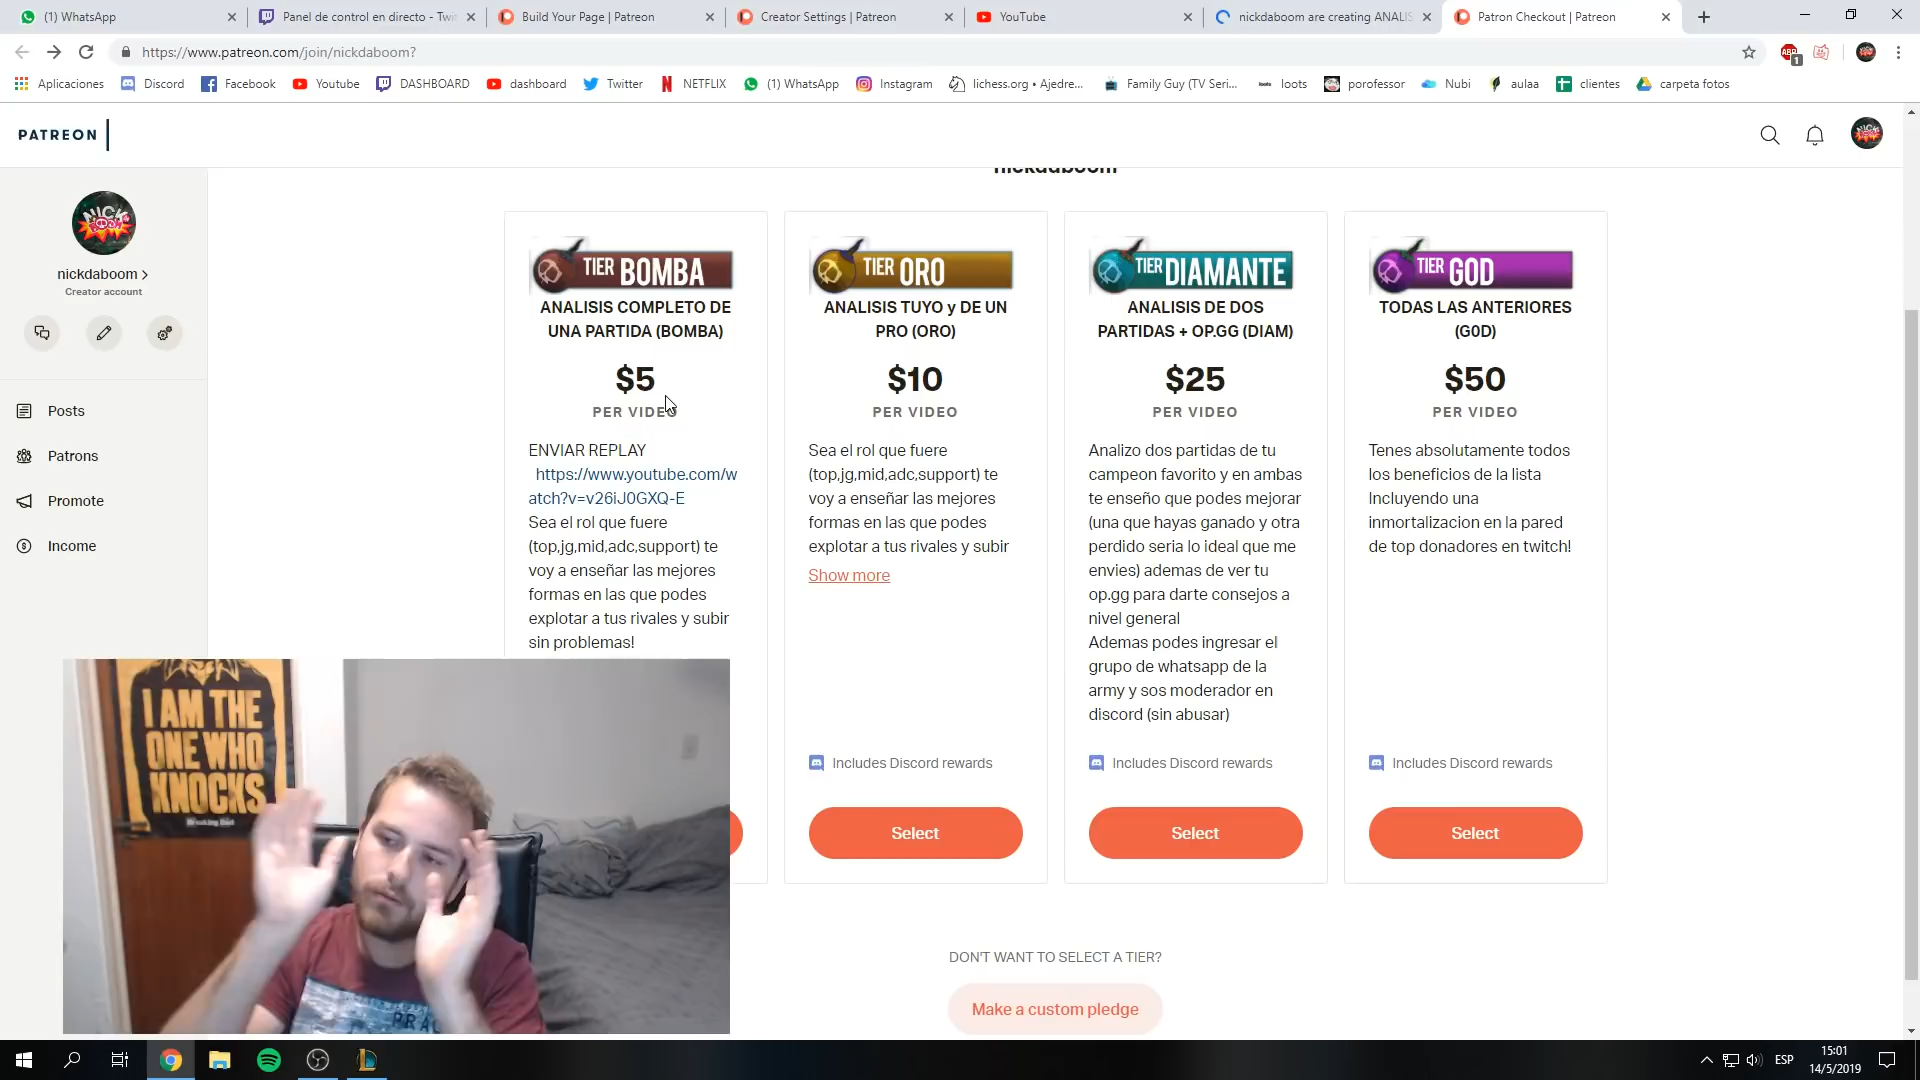 (1) WhatsApp
Panel de control en directo - Twit
Build Your Page | Patreon
Creator Settings | Patreon
YouTube
nickdaboom are creating ANALIS
Patron Checkout | Patreon
https://www.patreon.com/join/nickdaboom?
ABP
1
Aplicaciones
Discord
Facebook
Youtube
DASHBOARD
dashboard
Twitter
NETFLIX
(1) WhatsApp
Instagram
lichess.org • Ajedre...
Family Guy (TV Seri...
loots
porofessor
Nubi
aulaa
clientes
carpeta fotos
PATREON
nickdaboom
nickdaboom
Creator account
Posts
Patrons
Promote
Income
TIER BOMBA
ANALISIS COMPLETO DE
UNA PARTIDA (BOMBA)
$5
PER VIDEO
ENVIAR REPLAY
https://www.youtube.com/w
atch?v=v26iJ0GXQ-E
Sea el rol que fuere
(top,jg,mid,adc,support) te
voy a enseñar las mejores
formas en las que podes
explotar a tus rivales y subir
sin problemas!
TIER ORO
ANALISIS TUYO y DE UN
PRO (ORO)
$10
PER VIDEO
Sea el rol que fuere
(top,jg,mid,adc,support) te
voy a enseñar las mejores
formas en las que podes
explotar a tus rivales y subir
Show more
Includes Discord rewards
Select
TIER DIAMANTE
ANALISIS DE DOS
PARTIDAS + OP.GG (DIAM)
$25
PER VIDEO
Analizo dos partidas de tu
campeon favorito y en ambas
te enseño que podes mejorar
(una que hayas ganado y otra
perdido seria lo ideal que me
envies) ademas de ver tu
op.gg para darte consejos a
nivel general
Ademas podes ingresar el
grupo de whatsapp de la
army y sos moderador en
discord (sin abusar)
Includes Discord rewards
Select
TIER GOD
TODAS LAS ANTERIORES
(G0D)
$50
PER VIDEO
Tenes absolutamente todos
los beneficios de la lista
Incluyendo una
inmortalizacion en la pared
de top donadores en twitch!
Includes Discord rewards
Select
I AM THE
ONE WHO
KNOCKS
Breaking Bad
DON'T WANT TO SELECT A TIER?
Make a custom pledge
ESP
15:01
14/5/2019